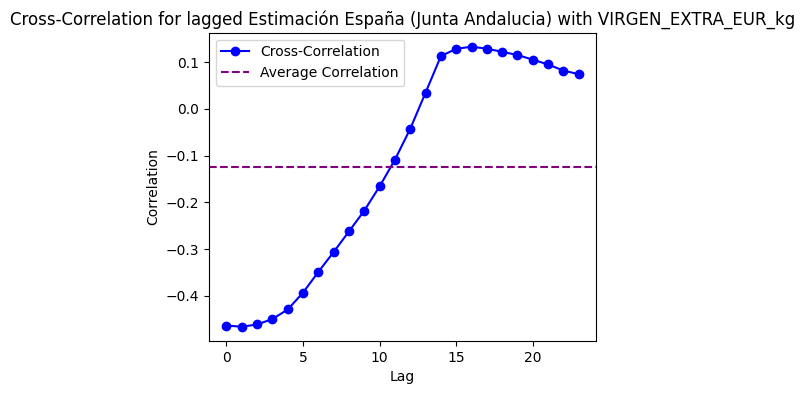 Cross-Correlation for lagged Estimación España (Junta Andalucia) with VIRGEN_EXTRA_EUR_kg
Cross-Correlation
Average Correlation
0.1
0.0
−0.1
−0.2
−0.3
−0.4
Correlation
0 5 10 15 20
Lag